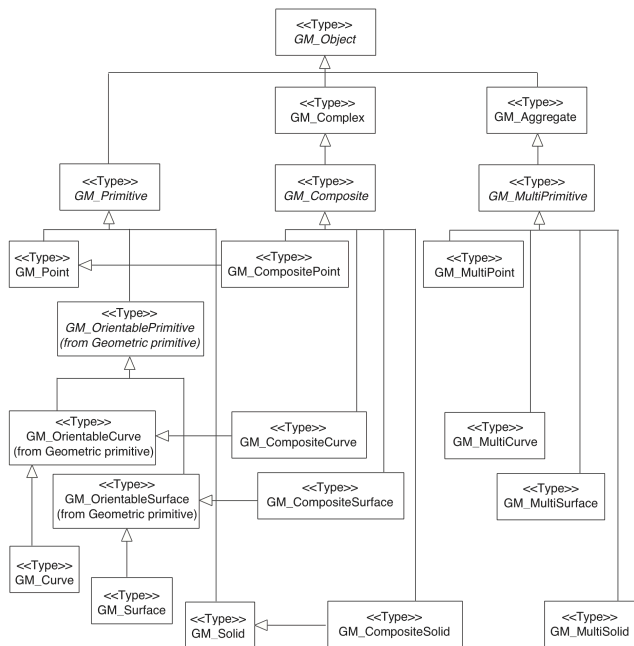 <<Type>>
GM_Object
<<Type>>
GM_Complex
<<Type>>
GM_Aggregate
<<Type>>
GM_Primitive
<<Type>>
GM_Composite
<<Type>>
GM_MultiPrimitive
<<Type>>
GM_Point
<<Type>>
GM_CompositePoint
<<Type>>
GM_MultiPoint
<<Type>>
GM_OrientablePrimitive
(from Geometric primitive)
<<Type>>
GM_OrientableCurve
(from Geometric primitive)
<<Type>>
GM_CompositeCurve
<<Type>>
GM_MultiCurve
<<Type>>
GM_OrientableSurface
(from Geometric primitive)
<<Type>>
GM_CompositeSurface
<<Type>>
GM_MultiSurface
<<Type>>
GM_Curve
<<Type>>
GM_Surface
<<Type>>
GM_Solid
<<Type>>
GM_CompositeSolid
<<Type>>
GM_MultiSolid